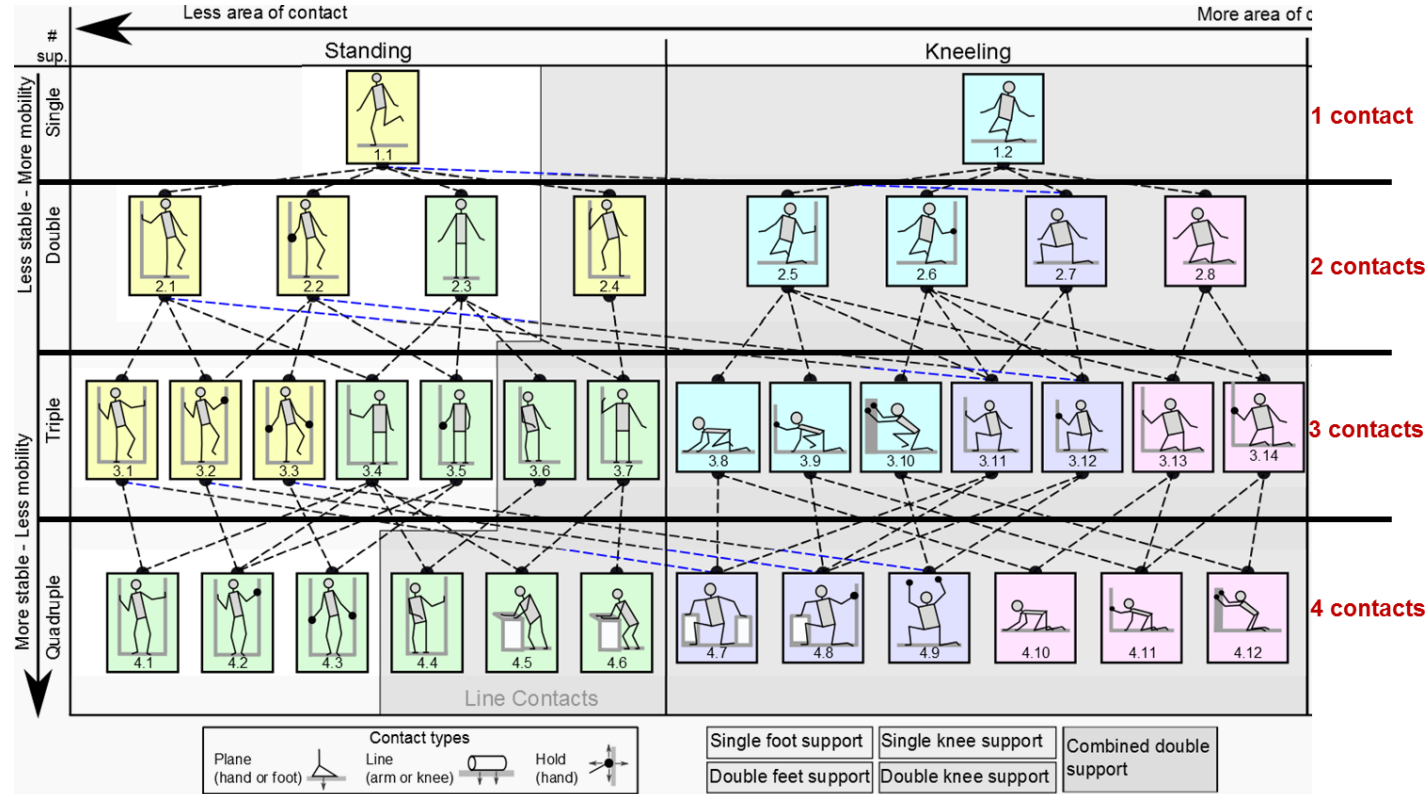 Less area of contact
More area of c
#
sup.
Standing
Kneeling
Less stable - More mobility
More stable - Less mobility
Single
1.1
1.2
1 contact
Double
2.1
2.2
2.3
2.4
2.5
2.6
2.7
2.8
2 contacts
Triple
3.1
3.2
3.3
3.4
3.5
3.6
3.7
3.8
3.9
3.10
3.11
3.12
3.13
3.14
3 contacts
Quadruple
4.1
4.2
4.3
4.4
4.5
4.6
4.7
4.8
4.9
4.10
4.11
4.12
4 contacts
Line Contacts
Contact types
Plane
(hand or foot)
Line
(arm or knee)
Hold
(hand)
Single foot support
Single knee support
Double feet support
Double knee support
Combined double
support